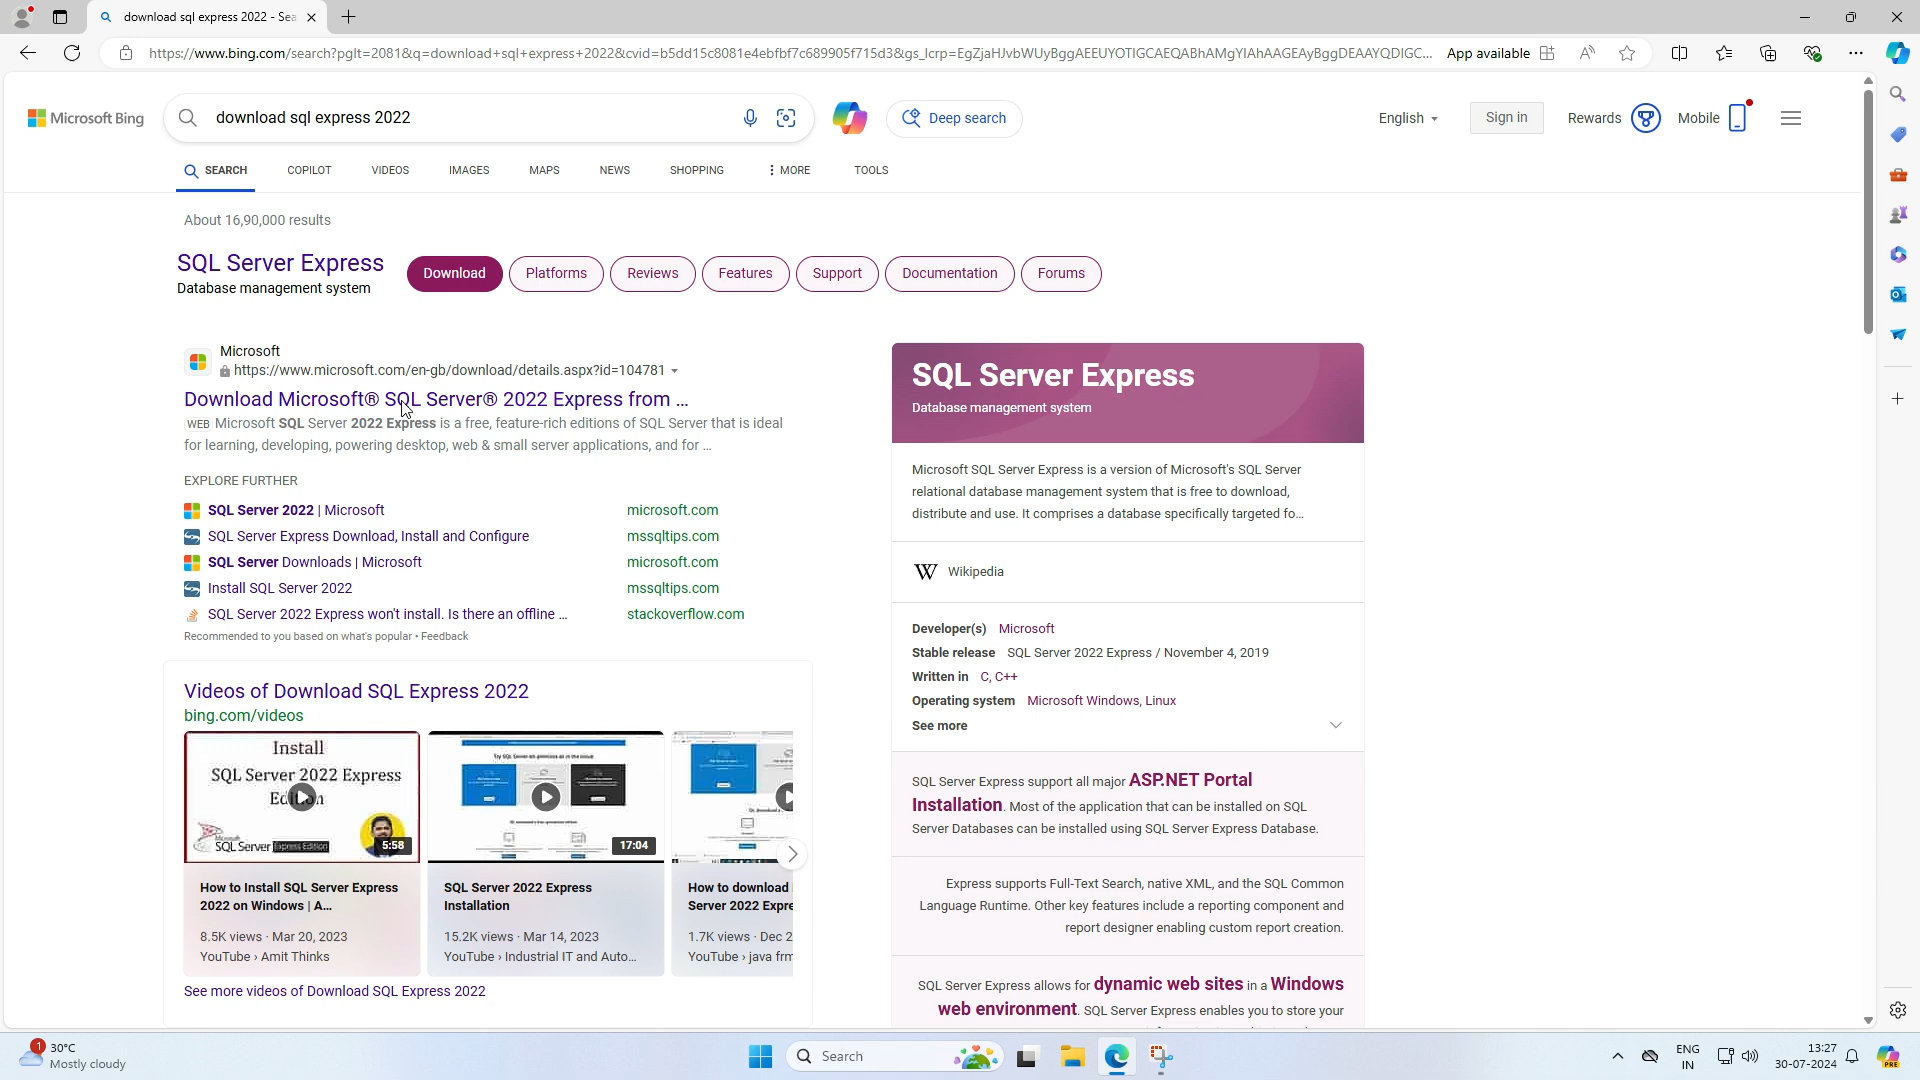 download sql express 2022 - Sea
https://www.bing.com/search?pglt=2081&q=download+sql+express+2022&cvid=b5dd15c8081e4ebfbf7c689905f715d3&gs_lcrp=EgZjaHJvbWUyBggAEEUYOTIGCAEQABhAMgYIAhAAGEAyBggDEAAYQDIGC... App available
Microsoft Bing
download sql express 2022
Deep search
English
Sign in
Rewards
Mobile
SEARCH
COPILOT
VIDEOS
IMAGES
MAPS
NEWS
SHOPPING
MORE
TOOLS
About 16,90,000 results
SQL Server Express
Database management system
Download
Platforms
Reviews
Features
Support
Documentation
Forums
Microsoft
https://www.microsoft.com/en-gb/download/details.aspx?id=104781
Download Microsoft® SQL Server® 2022 Express from ...
WEB Microsoft SQL Server 2022 Express is a free, feature-rich editions of SQL Server that is ideal
for learning, developing, powering desktop, web & small server applications, and for ...
EXPLORE FURTHER
SQL Server 2022 | Microsoft microsoft.com
SQL Server Express Download, Install and Configure mssqltips.com
SQL Server Downloads | Microsoft microsoft.com
Install SQL Server 2022 mssqltips.com
SQL Server 2022 Express won't install. Is there an offline ... stackoverflow.com
Recommended to you based on what's popular • Feedback
Videos of Download SQL Express 2022
bing.com/videos
Install
SQL Server 2022 Express
Edition
SQL Server Express Edition
5:58
17:04
How to Install SQL Server Express
2022 on Windows | A...
8.5K views · Mar 20, 2023
YouTube › Amit Thinks
SQL Server 2022 Express
Installation
15.2K views · Mar 14, 2023
YouTube › Industrial IT and Auto...
How to download
Server 2022 Expre
1.7K views · Dec 2
YouTube › java frm
See more videos of Download SQL Express 2022
SQL Server Express
Database management system
Microsoft SQL Server Express is a version of Microsoft's SQL Server
relational database management system that is free to download,
distribute and use. It comprises a database specifically targeted fo...
W Wikipedia
Developer(s) Microsoft
Stable release SQL Server 2022 Express / November 4, 2019
Written in C, C++
Operating system Microsoft Windows, Linux
See more
SQL Server Express support all major ASP.NET Portal
Installation. Most of the application that can be installed on SQL
Server Databases can be installed using SQL Server Express Database.
Express supports Full-Text Search, native XML, and the SQL Common
Language Runtime. Other key features include a reporting component and
report designer enabling custom report creation.
SQL Server Express allows for dynamic web sites in a Windows
web environment. SQL Server Express enables you to store your
1
30°C
Mostly cloudy
Search
ENG
IN
13:27
30-07-2024
PRE